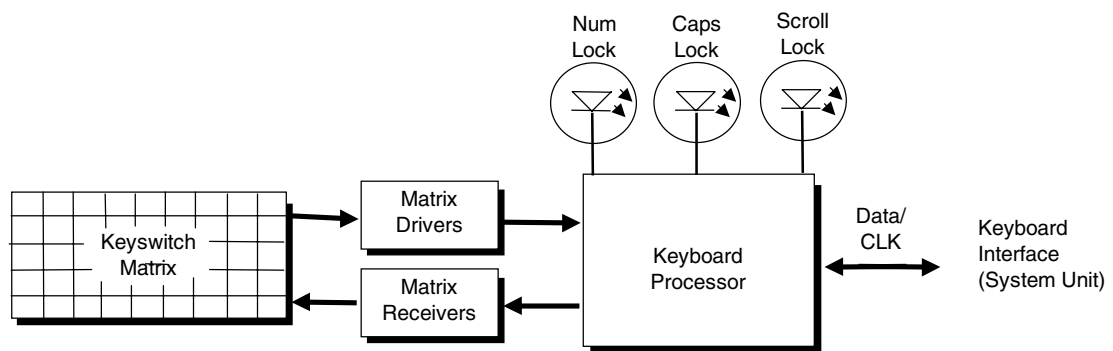 Num
Lock
Caps
Lock
Scroll
Lock
Keyswitch
Matrix
Matrix
Drivers
Matrix
Receivers
Keyboard
Processor
Data/
CLK
Keyboard
Interface
(System Unit)